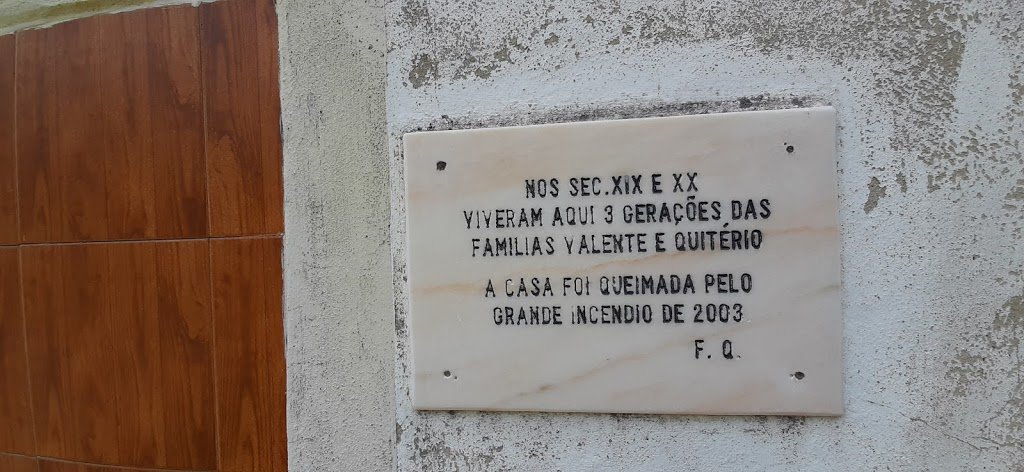 NOS SEC.XIX E XX
VIVERAM AQUI 3 GERAÇÕES DAS
FAMILIAS VALENTE E QUITÉRIO
A CASA FOI QUEIMADA PELO
GRANDE INCENDIO DE 2003
F. Q.